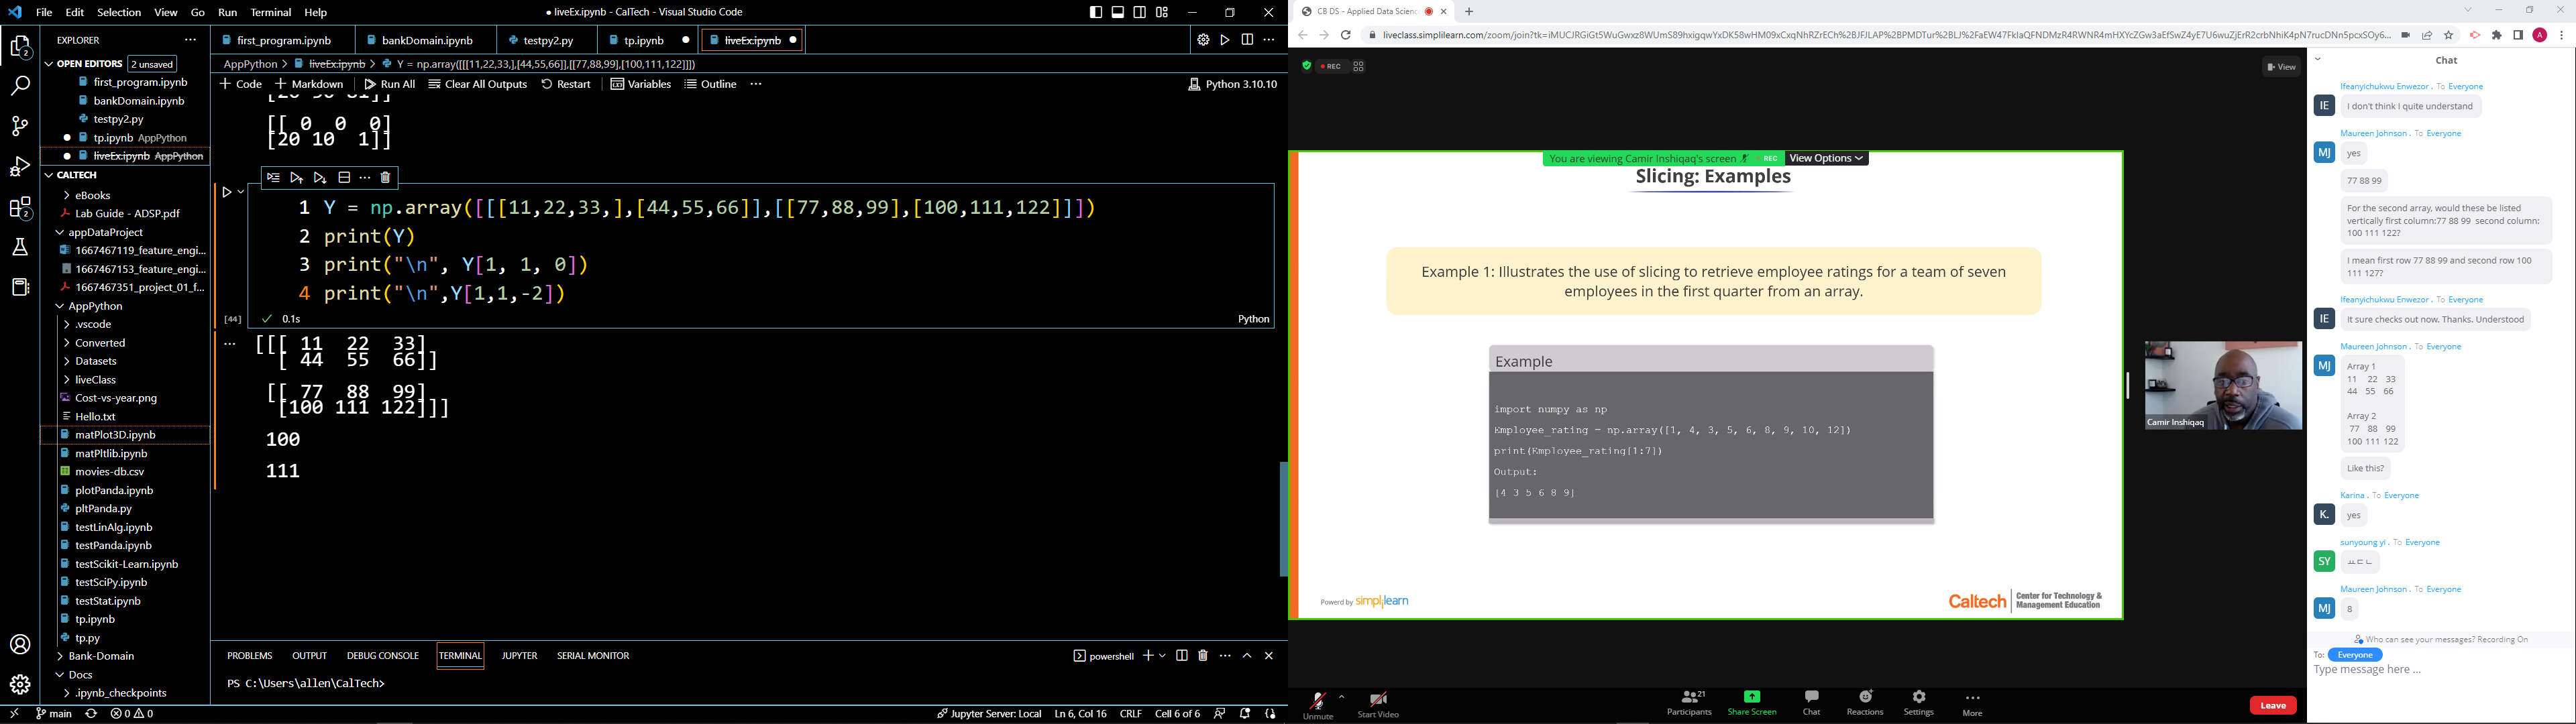 File Edit Selection View Go Run Terminal Help
● liveEx.ipynb - CalTech - Visual Studio Code
EXPLORER
OPEN EDITORS 2 unsaved
first_program.ipynb
bankDomain.ipynb
testpy2.py
tp.ipynb AppPython
liveEx.ipynb AppPython
CALTECH
eBooks
Lab Guide - ADSP.pdf
appDataProject
1667467119_feature_engi...
1667467153_feature_engi...
1667467351_project_01_f...
AppPython
.vscode
Converted
Datasets
liveClass
Cost-vs-year.png
Hello.txt
matPlot3D.ipynb
matPltlib.ipynb
movies-db.csv
plotPanda.ipynb
pltPanda.py
testLinAlg.ipynb
testPanda.ipynb
testScikit-Learn.ipynb
testSciPy.ipynb
testStat.ipynb
tp.ipynb
tp.py
Bank-Domain
Docs
.ipynb_checkpoints
first_program.ipynb bankDomain.ipynb testpy2.py tp.ipynb liveEx.ipynb
AppPython > liveEx.ipynb > Y = np.array([[[11,22,33,],[44,55,66]],[[77,88,99],[100,111,122]]])
+ Code + Markdown Run All Clear All Outputs Restart Variables Outline ... Python 3.10.10
[[ 0 0 0]
[20 10 1]]
1 Y = np.array([[[11,22,33,],[44,55,66]],[[77,88,99],[100,111,122]]])
2 print(Y)
3 print("\n", Y[1, 1, 0])
4 print("\n",Y[1,1,-2])
[44] 0.1s Python
[[[ 11 22 33]
[ 44 55 66]]
[[ 77 88 99]
[100 111 122]]]
100
111
PROBLEMS OUTPUT DEBUG CONSOLE TERMINAL JUPYTER SERIAL MONITOR
powershell
PS C:\Users\allen\CalTech>
main 0 0
Jupyter Server: Local Ln 6, Col 16 CRLF Cell 6 of 6
CB DS - Applied Data Scienc
REC
View
You are viewing Camir Inshiqaq's screen REC View Options
Slicing: Examples
Example 1: Illustrates the use of slicing to retrieve employee ratings for a team of seven
employees in the first quarter from an array.
Example
import numpy as np
Employee_rating = np.array([1, 4, 3, 5, 6, 8, 9, 10, 12])
print(Employee_rating[1:7])
Output:
[4 3 5 6 8 9]
Powerd by simplilearn
Caltech Center for Technology &
Management Education
Camir Inshiqaq
Unmute Start Video Participants 21 Share Screen Chat Reactions Settings More Leave
Chat
Ifeanyichukwu Enwezor . To Everyone
IE I don't think I quite understand
Maureen Johnson . To Everyone
MJ yes
77 88 99
For the second array, would these be listed
vertically first column:77 88 99 second column:
100 111 122?
I mean first row 77 88 99 and second row 100
111 127?
Ifeanyichukwu Enwezor . To Everyone
IE It sure checks out now. Thanks. Understood
Maureen Johnson . To Everyone
MJ Array 1
11 22 33
44 55 66
Array 2
77 88 99
100 111 122
Like this?
Karina . To Everyone
K. yes
sunyoung yi . To Everyone
SY ㅛㄷㄴ
Maureen Johnson . To Everyone
MJ 8
Who can see your messages? Recording On
To: Everyone
Type message here ...